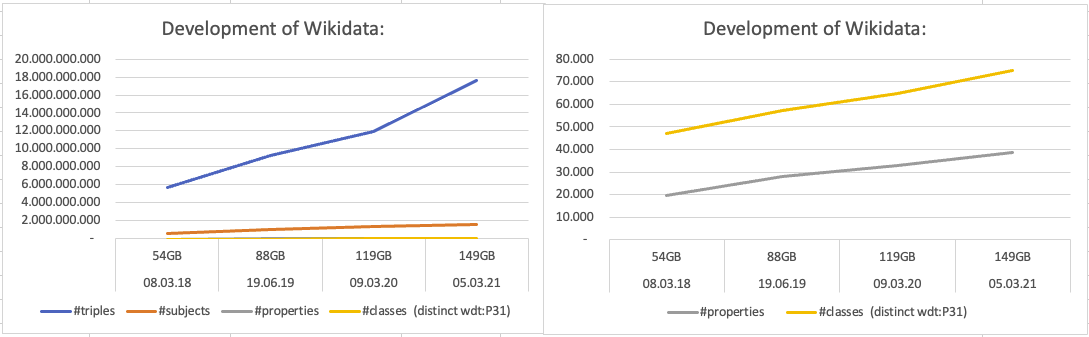 Development of Wikidata:
20.000.000.000
18.000.000.000
16.000.000.000
14.000.000.000
12.000.000.000
10.000.000.000
8.000.000.000
6.000.000.000
4.000.000.000
2.000.000.000
-
54GB 88GB 119GB 149GB
08.03.18 19.06.19 09.03.20 05.03.21
#triples #subjects #properties #classes (distinct wdt:P31)
Development of Wikidata:
80.000
70.000
60.000
50.000
40.000
30.000
20.000
10.000
-
54GB 88GB 119GB 149GB
08.03.18 19.06.19 09.03.20 05.03.21
#properties #classes (distinct wdt:P31)